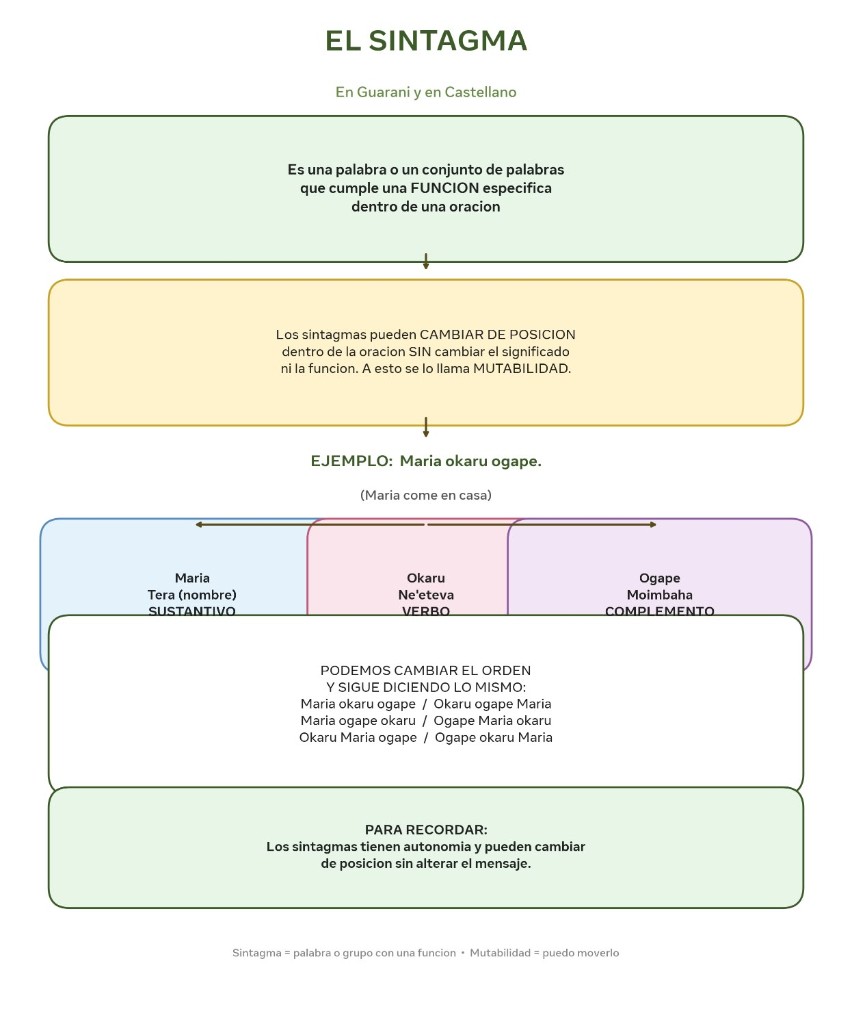 EL SINTAGMA
En Guarani y en Castellano
Es una palabra o un conjunto de palabras
que cumple una FUNCION especifica
dentro de una oracion
Los sintagmas pueden CAMBIAR DE POSICION
dentro de la oracion SIN cambiar el significado
ni la funcion. A esto se lo llama MUTABILIDAD.
EJEMPLO: Maria okaru ogape.
(Maria come en casa)
Maria
Tera (nombre)
SUSTANTIVO
Okaru
Ne'eteva
VERBO
Ogape
Moimbaha
COMPLEMENTO
PODEMOS CAMBIAR EL ORDEN
Y SIGUE DICIENDO LO MISMO:
Maria okaru ogape / Okaru ogape Maria
Maria ogape okaru / Ogape Maria okaru
Okaru Maria ogape / Ogape okaru Maria
PARA RECORDAR:
Los sintagmas tienen autonomia y pueden cambiar
de posicion sin alterar el mensaje.
Sintagma = palabra o grupo con una funcion • Mutabilidad = puedo moverlo